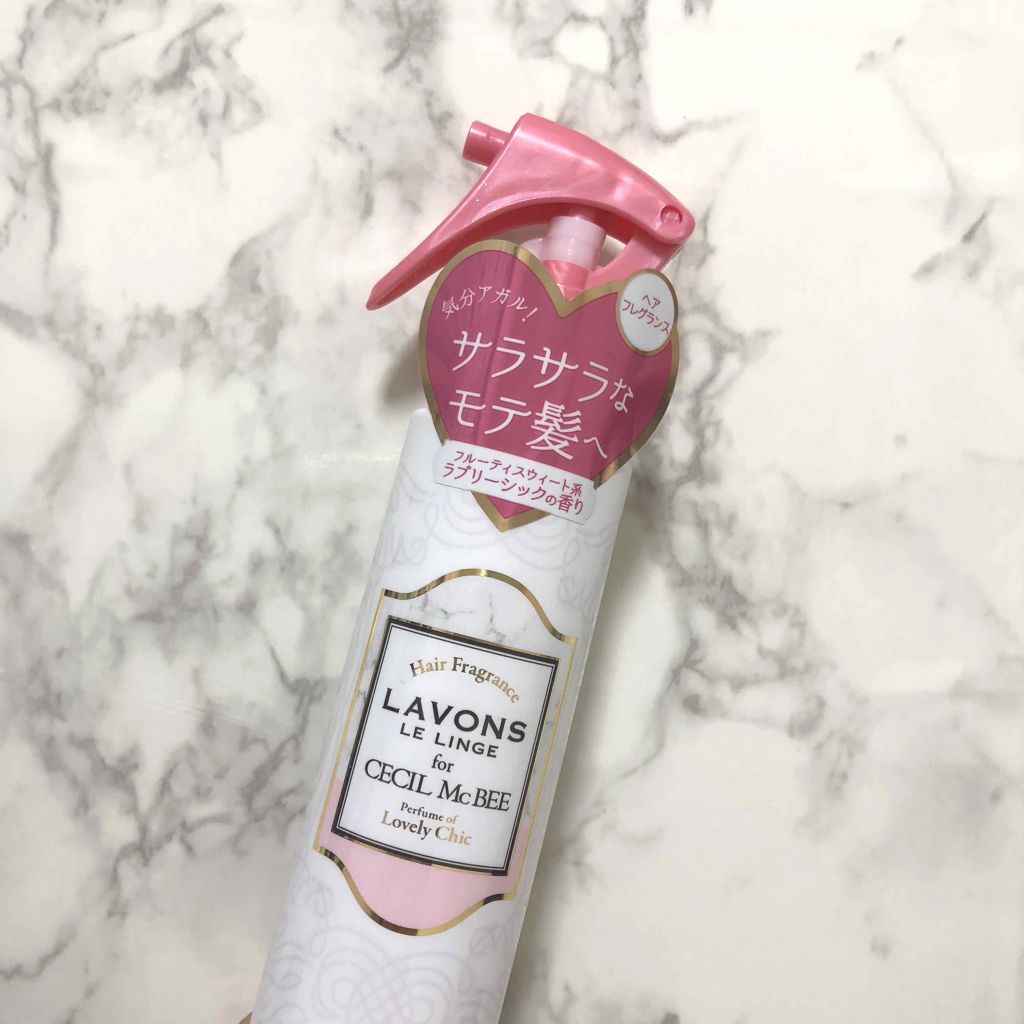 気分アガル!
ヘア
フレグランス
サラサラな
モテ髪へ
フルーティスウィート系
ラブリーシックの香り
Hair Fragrance
LAVONS
LE LINGE
for
CECIL McBEE
Perfume of
Lovely Chic